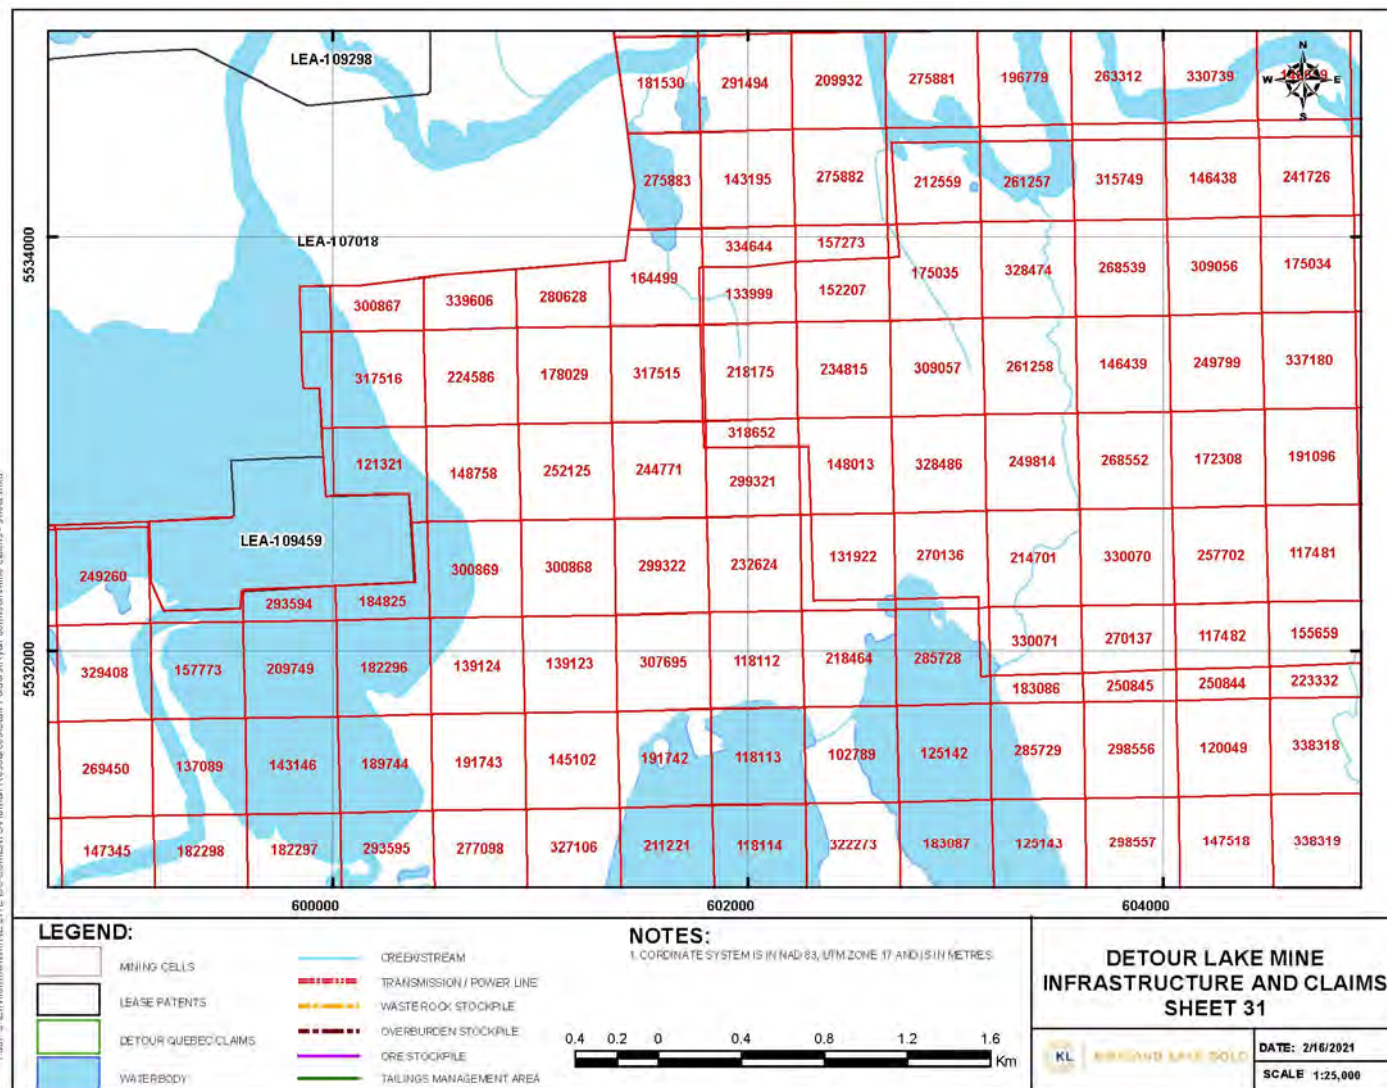 LEA-109298
N
W E
S
181530 291494 209932 275881 196779 263312 330739
275883 143195 275882 212559 261257 315749 146438 241726
5534000
LEA-107018
334644 157273
164499 175035 328474 268539 309056 175034
300867 339606 280628 133999 152207
317516 224586 178029 317515 218175 234815 309057 261258 146439 249799 337180
318652
121321 148758 252125 244771 299321 148013 328486 249814 268552 172308 191096
LEA-109459
249260 300869 300868 299322 232624 131922 270136 214701 330070 257702 117481
293594 184825
330071 270137 117482 155659
5532000
329408 157773 209749 182296 139124 139123 307695 118112 218464 285728
183086 250845 250844 223332
269450 137089 143146 189744 191743 145102 191742 118113 102789 125142 285729 298556 120049 338318
147345 182298 182297 293595 277098 327106 211221 118114 322273 183087 125143 298557 147518 338319
600000 602000 604000
LEGEND:
MINING CELLS
LEASE PATENTS
DETOUR QUEBEC CLAIMS
WATERBODY
CREEK/STREAM
TRANSMISSION / POWER LINE
WASTE ROCK STOCKPILE
OVERBURDEN STOCKPILE
ORE STOCKPILE
TAILINGS MANAGEMENT AREA
NOTES:
1. CORDINATE SYSTEM IS IN NAD 83, UTM ZONE 17 AND IS IN METRES
0.4 0.2 0 0.4 0.8 1.2 1.6
Km
DETOUR LAKE MINE
INFRASTRUCTURE AND CLAIMS
SHEET 31
KL KIRKLAND LAKE GOLD
DATE: 2/16/2021
SCALE 1:25,000